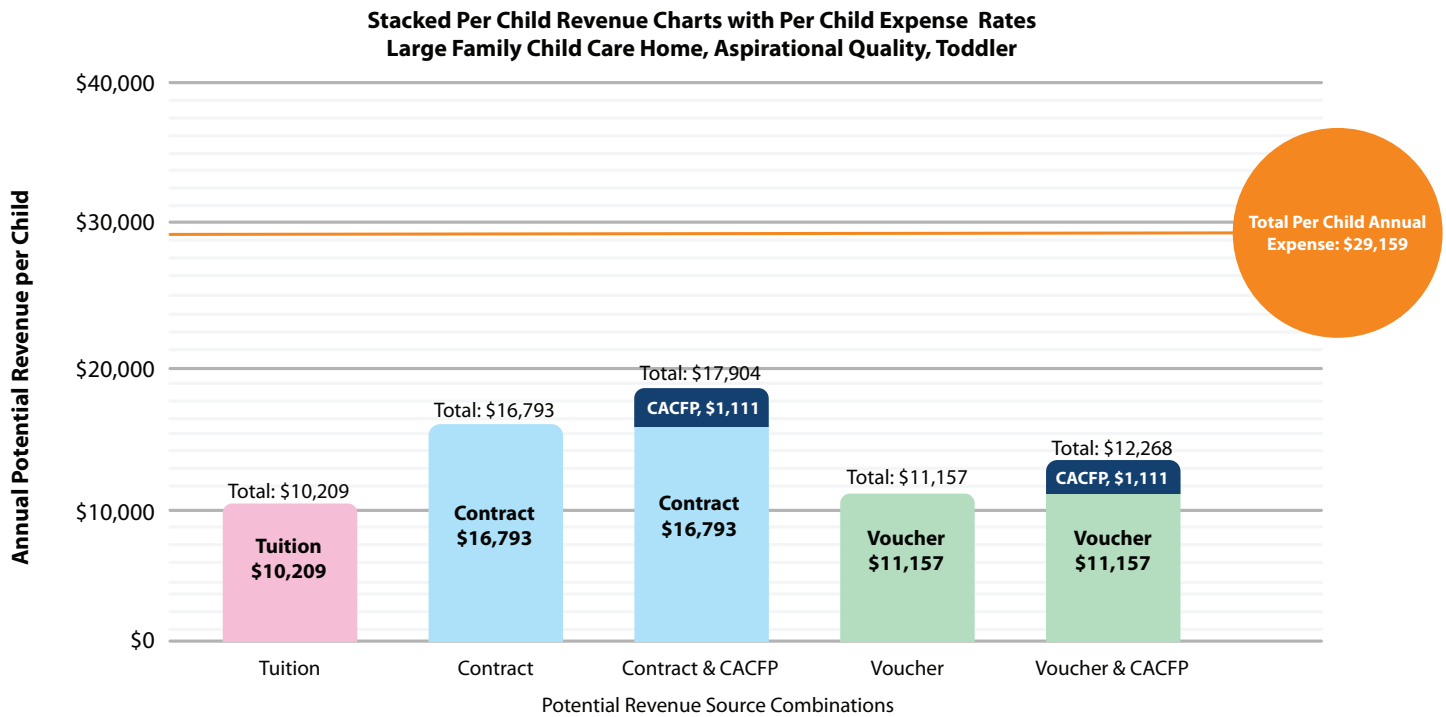 Stacked Per Child Revenue Charts with Per Child Expense Rates
Large Family Child Care Home, Aspirational Quality, Toddler
Annual Potential Revenue per Child
$40,000
$30,000
$20,000
$10,000
$0
Total Per Child Annual
Expense: $29,159
Total: $10,209
Tuition
$10,209
Total: $16,793
Contract
$16,793
Total: $17,904
CACFP, $1,111
Contract
$16,793
Total: $11,157
Voucher
$11,157
Total: $12,268
CACFP, $1,111
Voucher
$11,157
Tuition
Contract
Contract & CACFP
Voucher
Voucher & CACFP
Potential Revenue Source Combinations